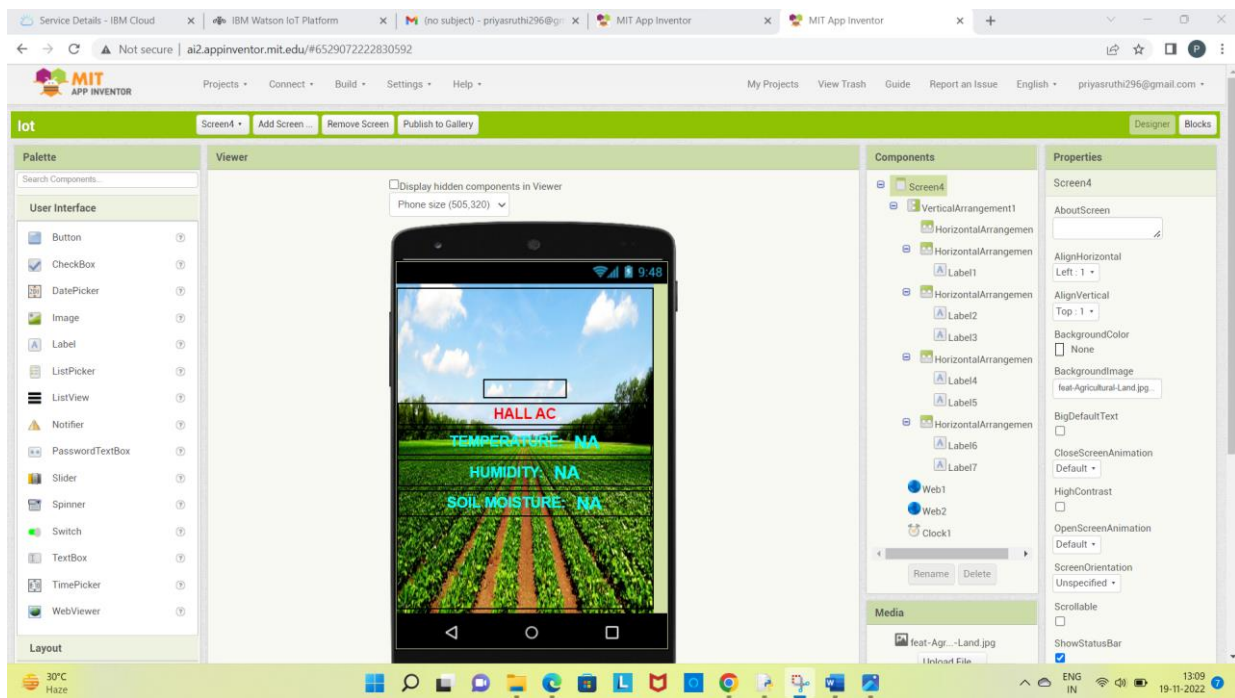 Service Details - IBM Cloud
IBM Watson IoT Platform
(no subject) - priyasruthi296@gm
MIT App Inventor
MIT App Inventor
Not secure | ai2.appinventor.mit.edu/#6529072222830592
P
MIT
APP INVENTOR
Projects
Connect
Build
Settings
Help
My Projects
View Trash
Guide
Report an Issue
English
priyasruthi296@gmail.com
Iot
Screen4
Add Screen ...
Remove Screen
Publish to Gallery
Designer
Blocks
Palette
Search Components...
User Interface
Button
CheckBox
DatePicker
Image
Label
ListPicker
ListView
Notifier
PasswordTextBox
Slider
Spinner
Switch
TextBox
TimePicker
WebViewer
Layout
Viewer
Display hidden components in Viewer
Phone size (505,320)
9:48
HALL AC
TEMPERATURE: NA
HUMIDITY: NA
SOIL MOISTURE: NA
Components
Screen4
VerticalArrangement1
HorizontalArrangemen
HorizontalArrangemen
Label1
HorizontalArrangemen
Label2
Label3
HorizontalArrangemen
Label4
Label5
HorizontalArrangemen
Label6
Label7
Web1
Web2
Clock1
Rename
Delete
Media
feat-Agr...-Land.jpg
Upload File ...
Properties
Screen4
AboutScreen
AlignHorizontal
Left : 1
AlignVertical
Top : 1
BackgroundColor
None
BackgroundImage
feat-Agricultural-Land.jpg...
BigDefaultText
CloseScreenAnimation
Default
HighContrast
OpenScreenAnimation
Default
ScreenOrientation
Unspecified
Scrollable
ShowStatusBar
30°C
Haze
ENG
IN
13:09
19-11-2022
7